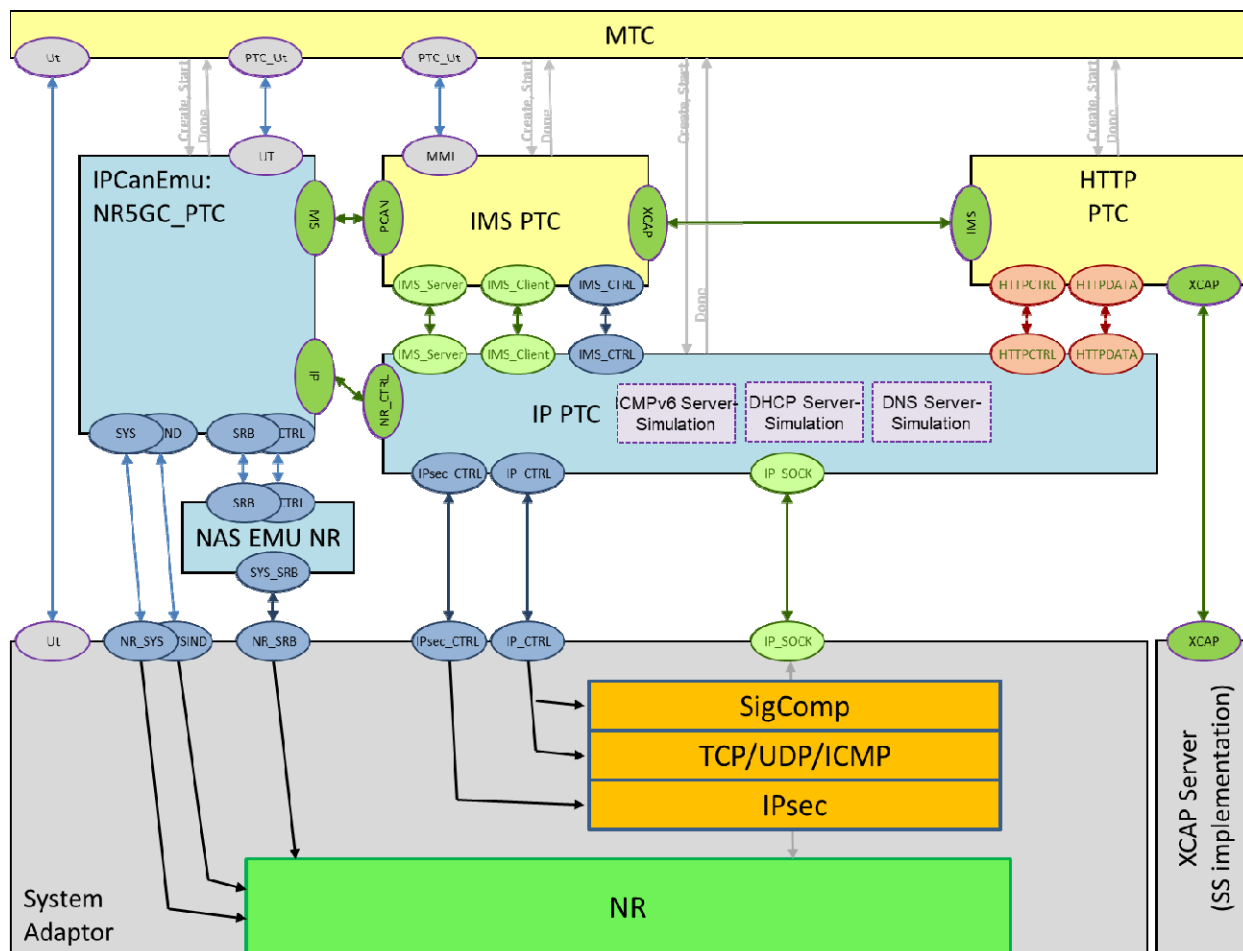 MTC
Ut
PTC_Ut
PTC_Ut
Create, Start
Done
Create, Start
Done
Create, Start
Done
Create, Start
Done
UT
MMI
IPCanEmu:
NR5GC_PTC
MS
PCAN
IMS PTC
XCAP
IMS
HTTP
PTC
IMS_Server
IMS_Client
IMS_CTRL
HTTPCTRL
HTTPDATA
XCAP
IMS_Server
IMS_Client
IMS_CTRL
HTTPCTRL
HTTPDATA
IP
NR_CTRL
IP PTC
ICMPv6 Server-
Simulation
DHCP Server-
Simulation
DNS Server-
Simulation
SYS
SRB
CTRL
IPsec_CTRL
IP_CTRL
IP_SOCK
SRB
CTRL
NAS EMU NR
SYS_SRB
Ut
NR_SYS
NR_SRB
IPsec_CTRL
IP_CTRL
IP_SOCK
XCAP
SigComp
TCP/UDP/ICMP
IPsec
XCAP Server
(SS implementation)
System
Adaptor
NR